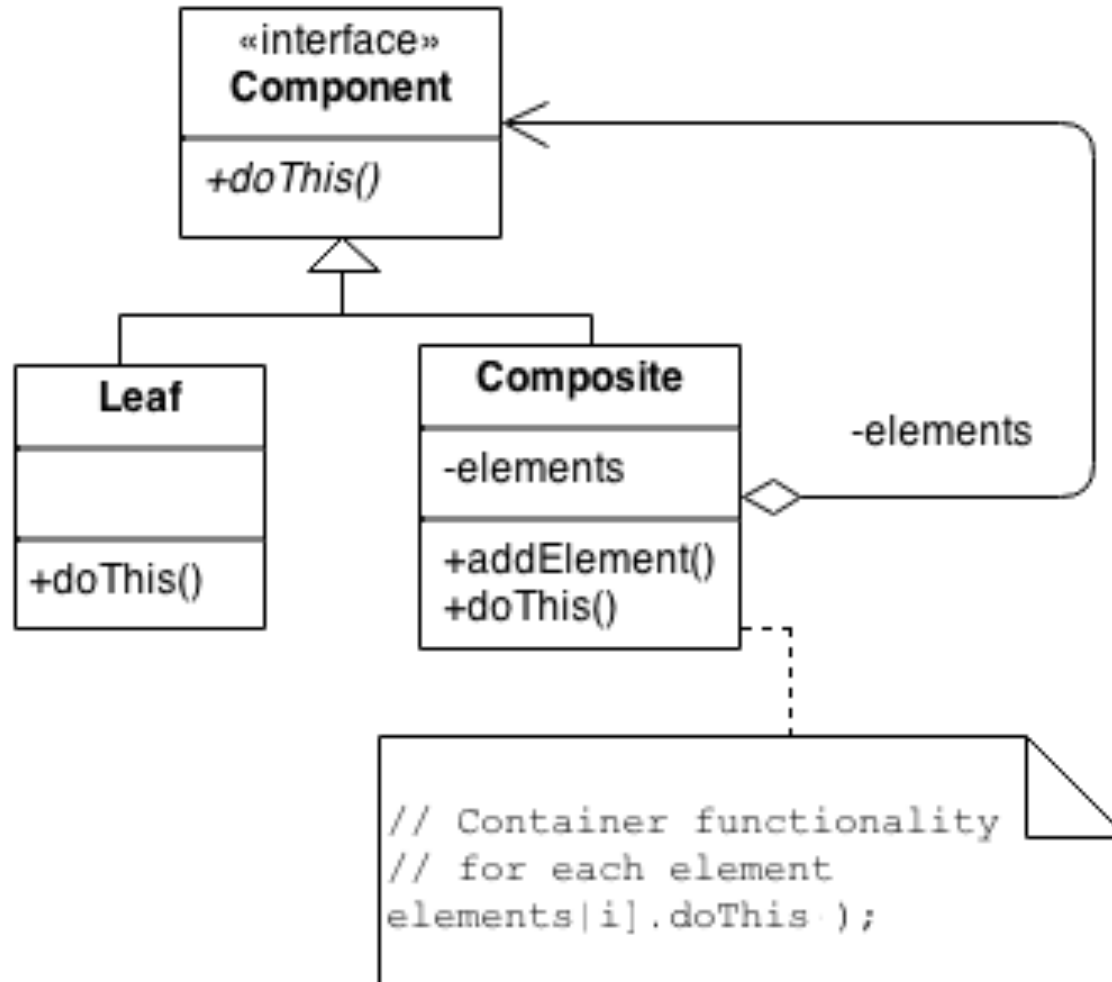 «interface»
Component
+doThis()
Leaf
+doThis()
Composite
-elements
+addElement()
+doThis()
-elements
// Container functionality
// for each element
elements|i].doThis );